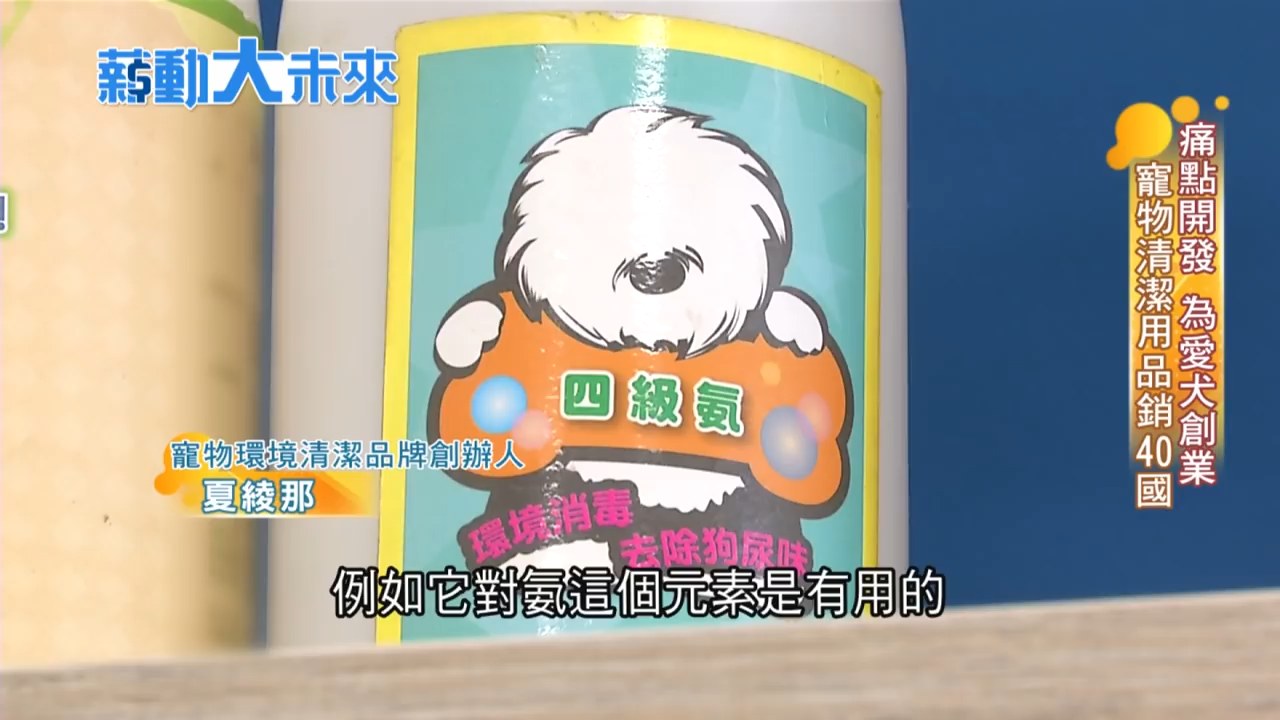 薪動大未來
痛點開發 為愛犬創業
寵物清潔用品銷40國
!
四級氨
環境消毒
去除狗尿味
寵物環境清潔品牌創辦人
夏綾那
例如它對氨這個元素是有用的